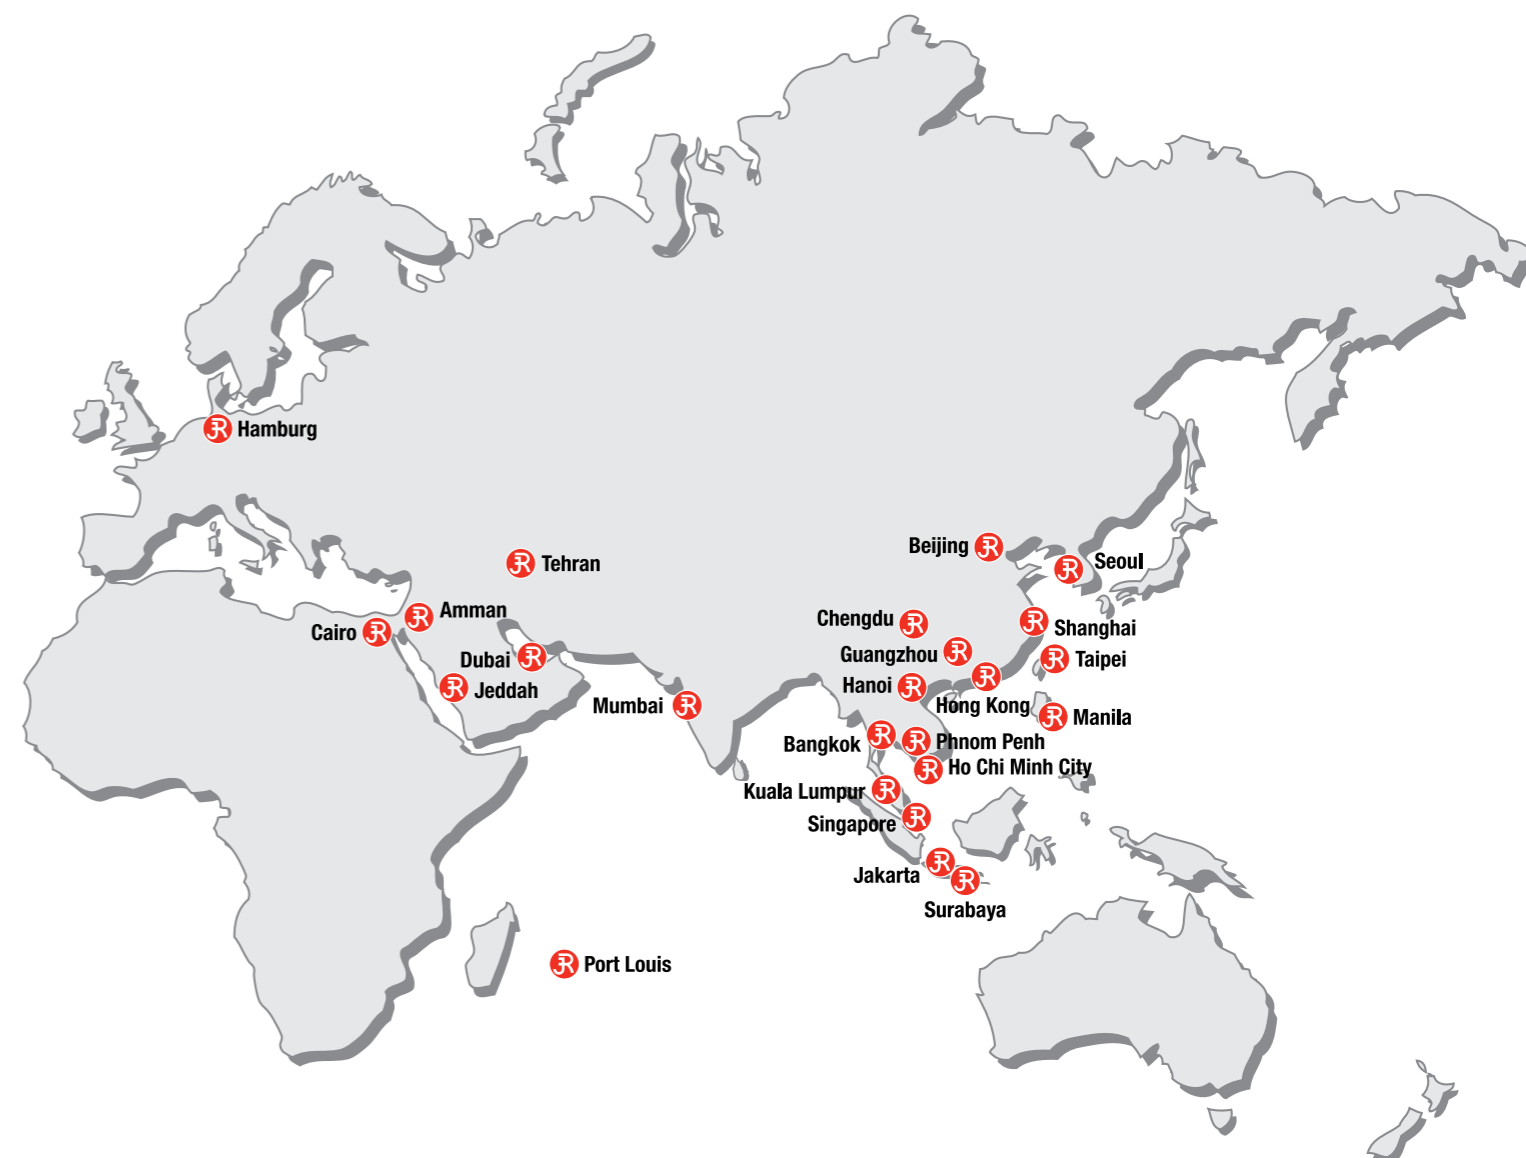 Hamburg
Beijing
Seoul
Tehran
Amman
Cairo
Chengdu
Shanghai
Guangzhou
Taipei
Dubai
Jeddah
Hanoi
Mumbai
Hong Kong
Manila
Bangkok
Phnom Penh
Ho Chi Minh City
Kuala Lumpur
Singapore
Jakarta
Surabaya
Port Louis